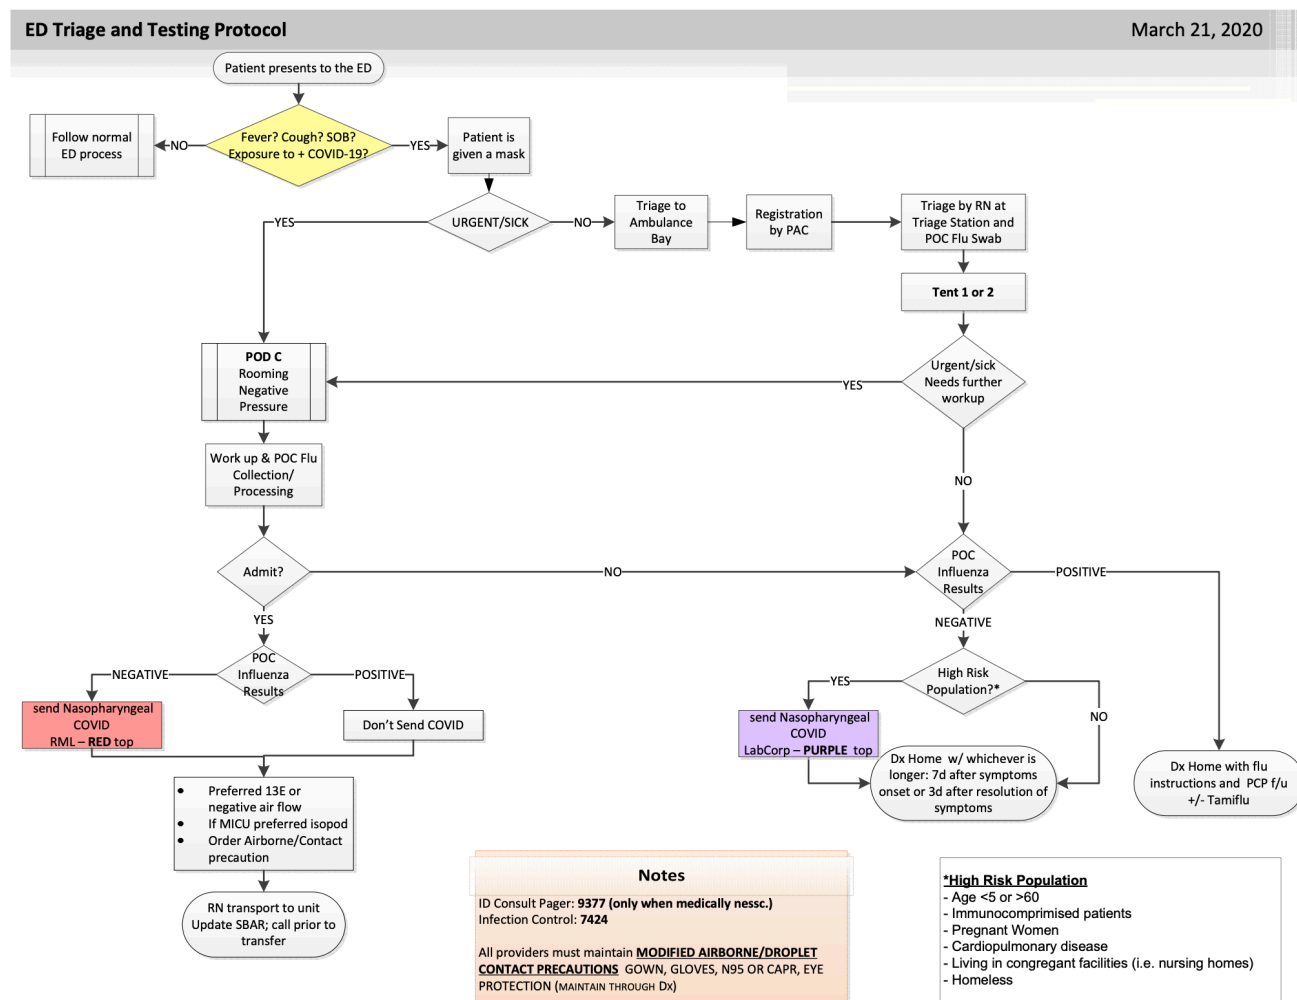 ED Triage and Testing Protocol
March 21, 2020
Patient presents to the ED
Fever? Cough? SOB?
Exposure to + COVID-19?
NO
Follow normal
ED process
YES
Patient is
given a mask
URGENT/SICK
YES
NO
Triage to
Ambulance
Bay
Registration
by PAC
Triage by RN at
Triage Station and
POC Flu Swab
Tent 1 or 2
Urgent/sick
Needs further
workup
YES
NO
POD C
Rooming
Negative
Pressure
Work up & POC Flu
Collection/
Processing
Admit?
NO
YES
POC
Influenza
Results
NEGATIVE
POSITIVE
send Nasopharyngeal
COVID
RML – RED top
Don't Send COVID
• Preferred 13E or
negative air flow
• If MICU preferred isopod
• Order Airborne/Contact
precaution
RN transport to unit
Update SBAR; call prior to
transfer
POC
Influenza
Results
POSITIVE
NEGATIVE
High Risk
Population?*
YES
NO
send Nasopharyngeal
COVID
LabCorp – PURPLE top
Dx Home w/ whichever is
longer: 7d after symptoms
onset or 3d after resolution of
symptoms
Dx Home with flu
instructions and PCP f/u
+/- Tamiflu
Notes
ID Consult Pager: 9377 (only when medically nessc.)
Infection Control: 7424
All providers must maintain MODIFIED AIRBORNE/DROPLET
CONTACT PRECAUTIONS GOWN, GLOVES, N95 OR CAPR, EYE
PROTECTION (MAINTAIN THROUGH DX)
*High Risk Population
- Age <5 or >60
- Immunocomprimised patients
- Pregnant Women
- Cardiopulmonary disease
- Living in congregant facilities (i.e. nursing homes)
- Homeless